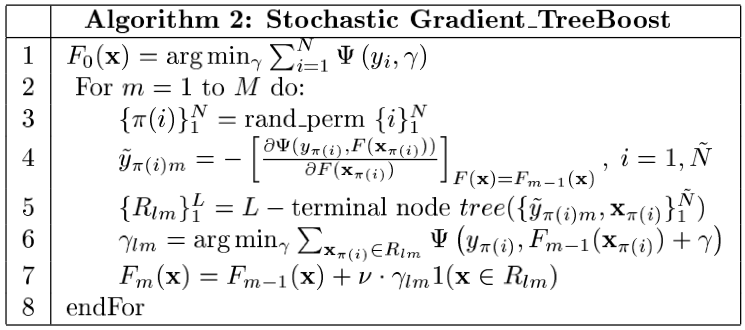 Algorithm 2: Stochastic Gradient_TreeBoost
1 F₀(𝐱) = arg min_γ ∑_{i=1}^{N} Ψ (y_i, γ)
2 For m = 1 to M do:
3 {π(i)}_1^N = rand_perm {i}_1^N
4 ỹ_{π(i)m} = − [∂Ψ(y_{π(i)}, F(𝐱_{π(i)})) / ∂F(𝐱_{π(i)})]_{F(𝐱)=F_{m−1}(𝐱)}, i = 1, Ñ
5 {R_{lm}}_1^L = L − terminal node tree({ỹ_{π(i)m}, 𝐱_{π(i)}}_1^Ñ)
6 γ_{lm} = arg min_γ ∑_{𝐱_{π(i)}∈R_{lm}} Ψ (y_{π(i)}, F_{m−1}(𝐱_{π(i)}) + γ)
7 F_m(𝐱) = F_{m−1}(𝐱) + ν · γ_{lm}1(𝐱 ∈ R_{lm})
8 endFor